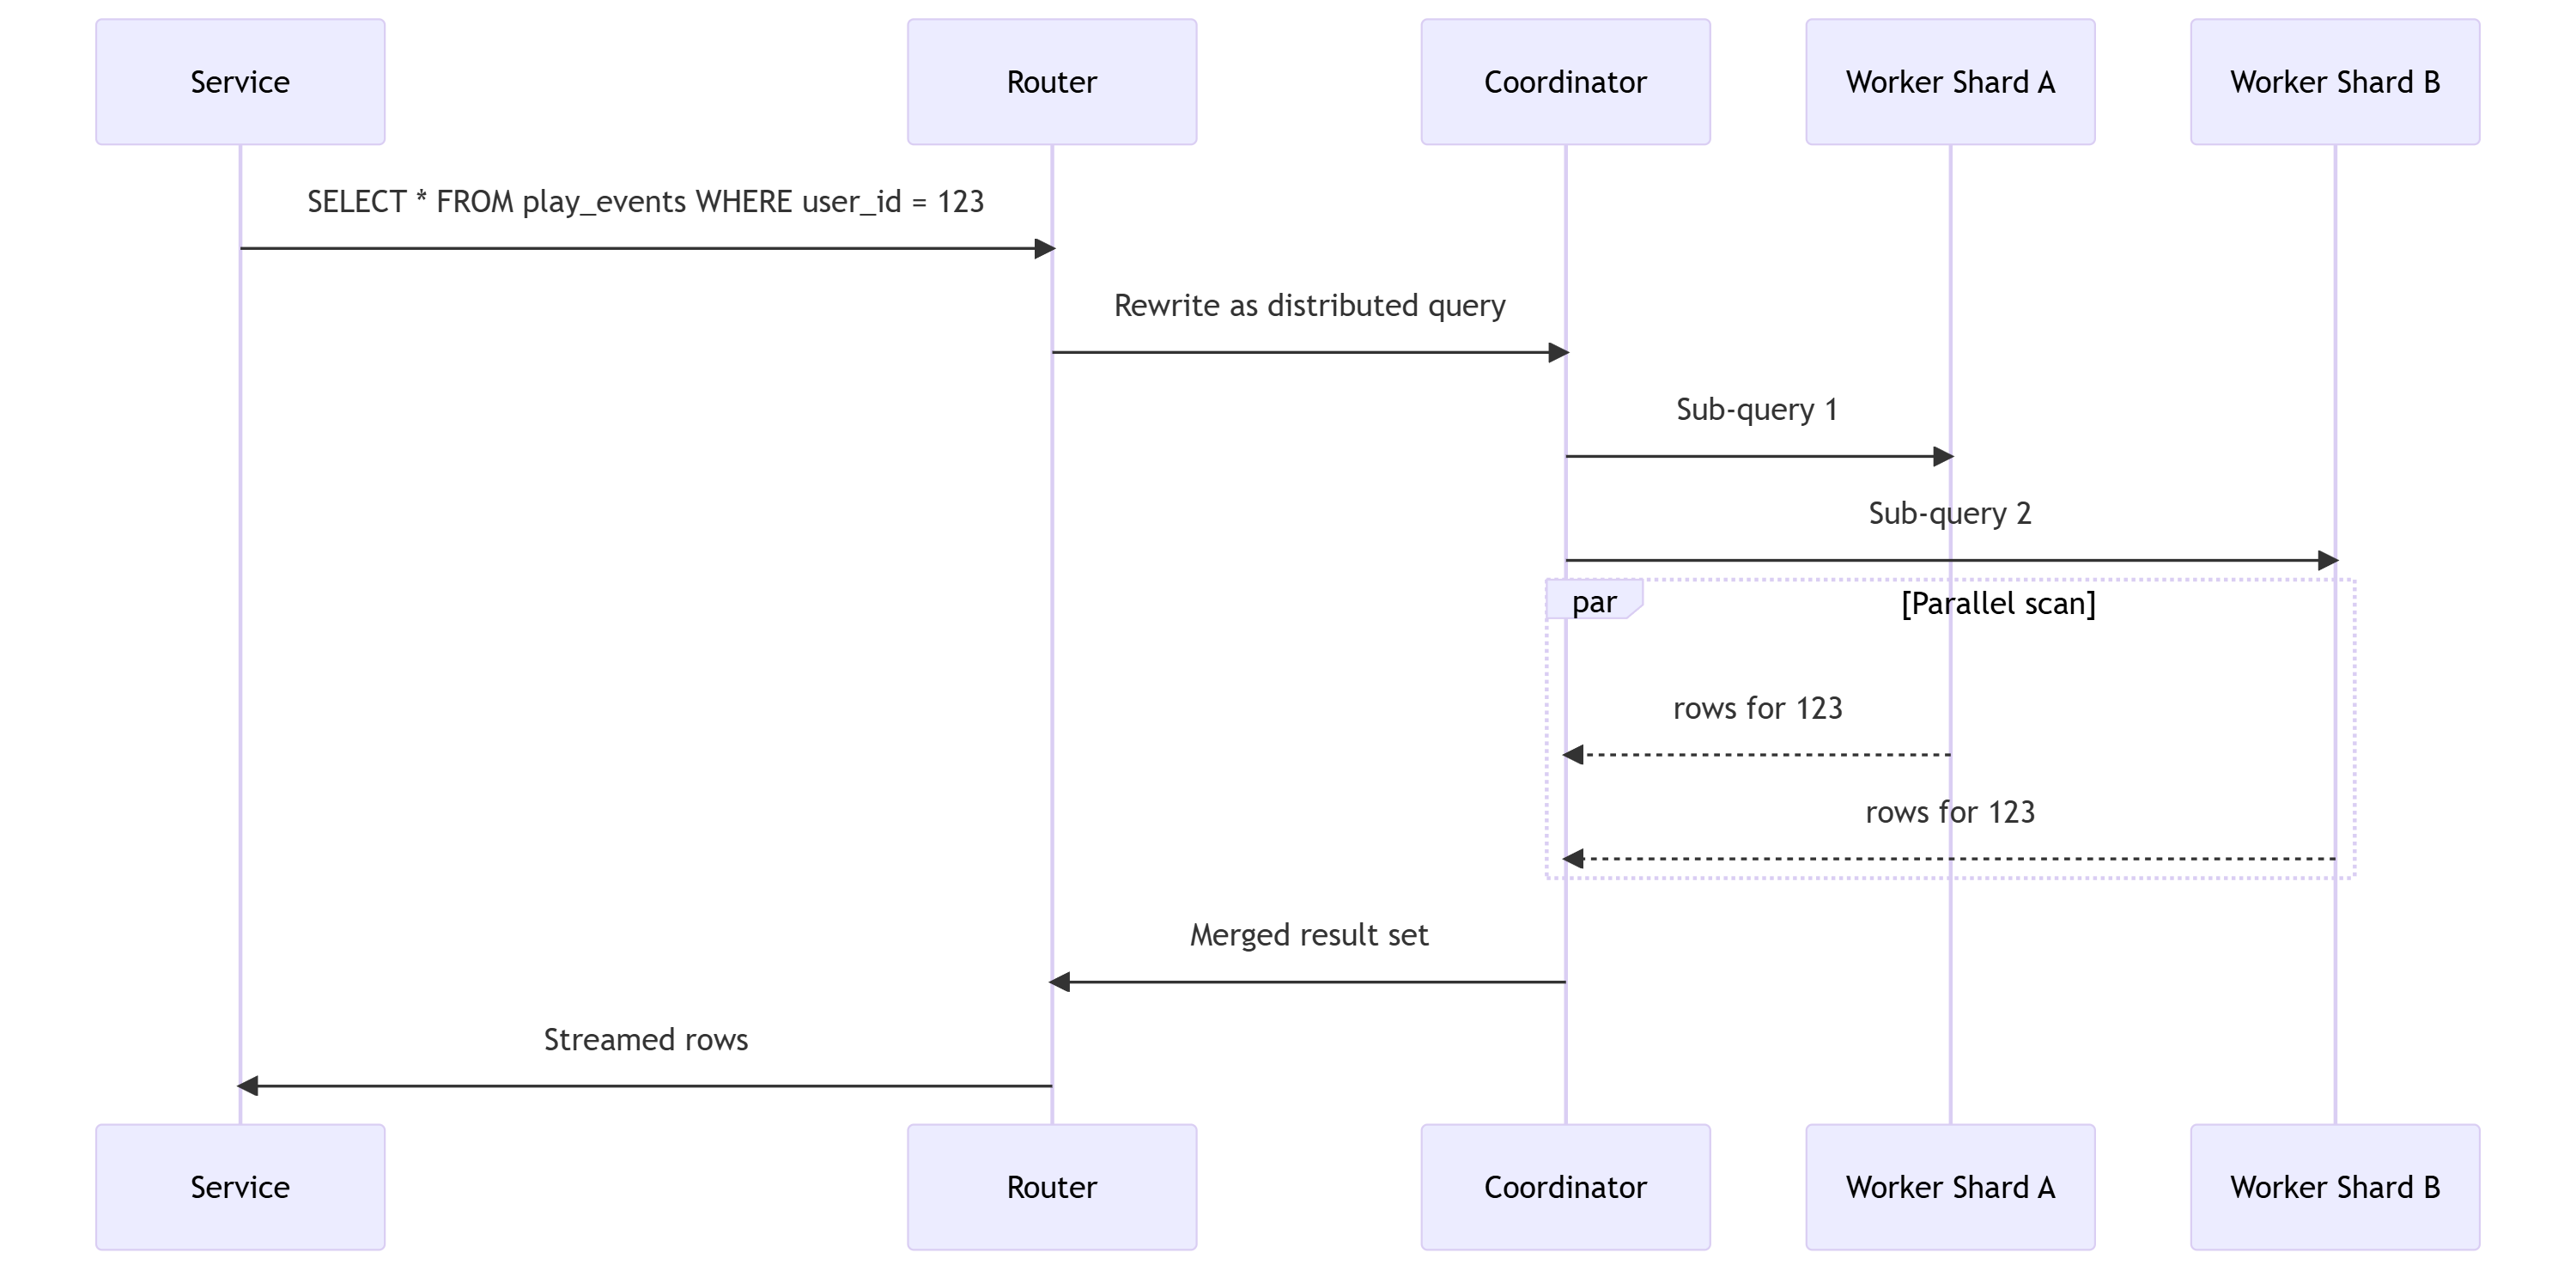 Service
Router
Coordinator
Worker Shard A
Worker Shard B
SELECT * FROM play_events WHERE user_id = 123
Rewrite as distributed query
Sub-query 1
Sub-query 2
par
[Parallel scan]
rows for 123
rows for 123
Merged result set
Streamed rows
Service
Router
Coordinator
Worker Shard A
Worker Shard B